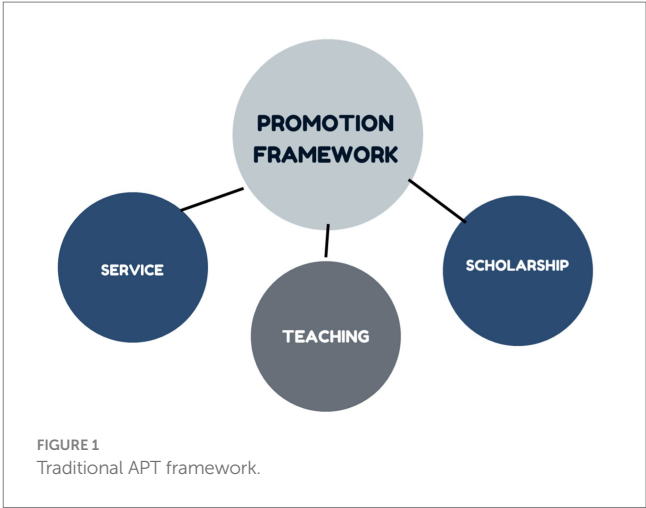 PROMOTION
FRAMEWORK
SERVICE
TEACHING
SCHOLARSHIP
FIGURE 1
Traditional APT framework.